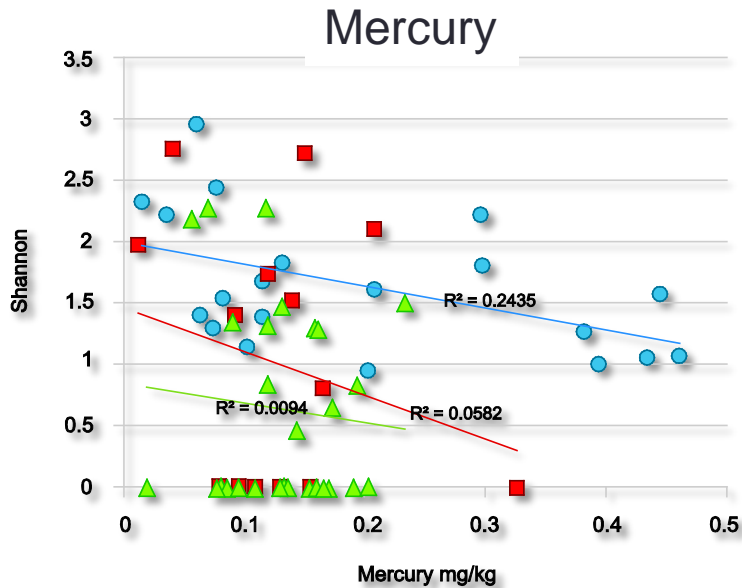 Mercury
3.5
3
2.5
2
1.5
1
0.5
0
Shannon
R² = 0.2435
R² = 0.0094
R² = 0.0582
0 0.1 0.2 0.3 0.4 0.5
Mercury mg/kg